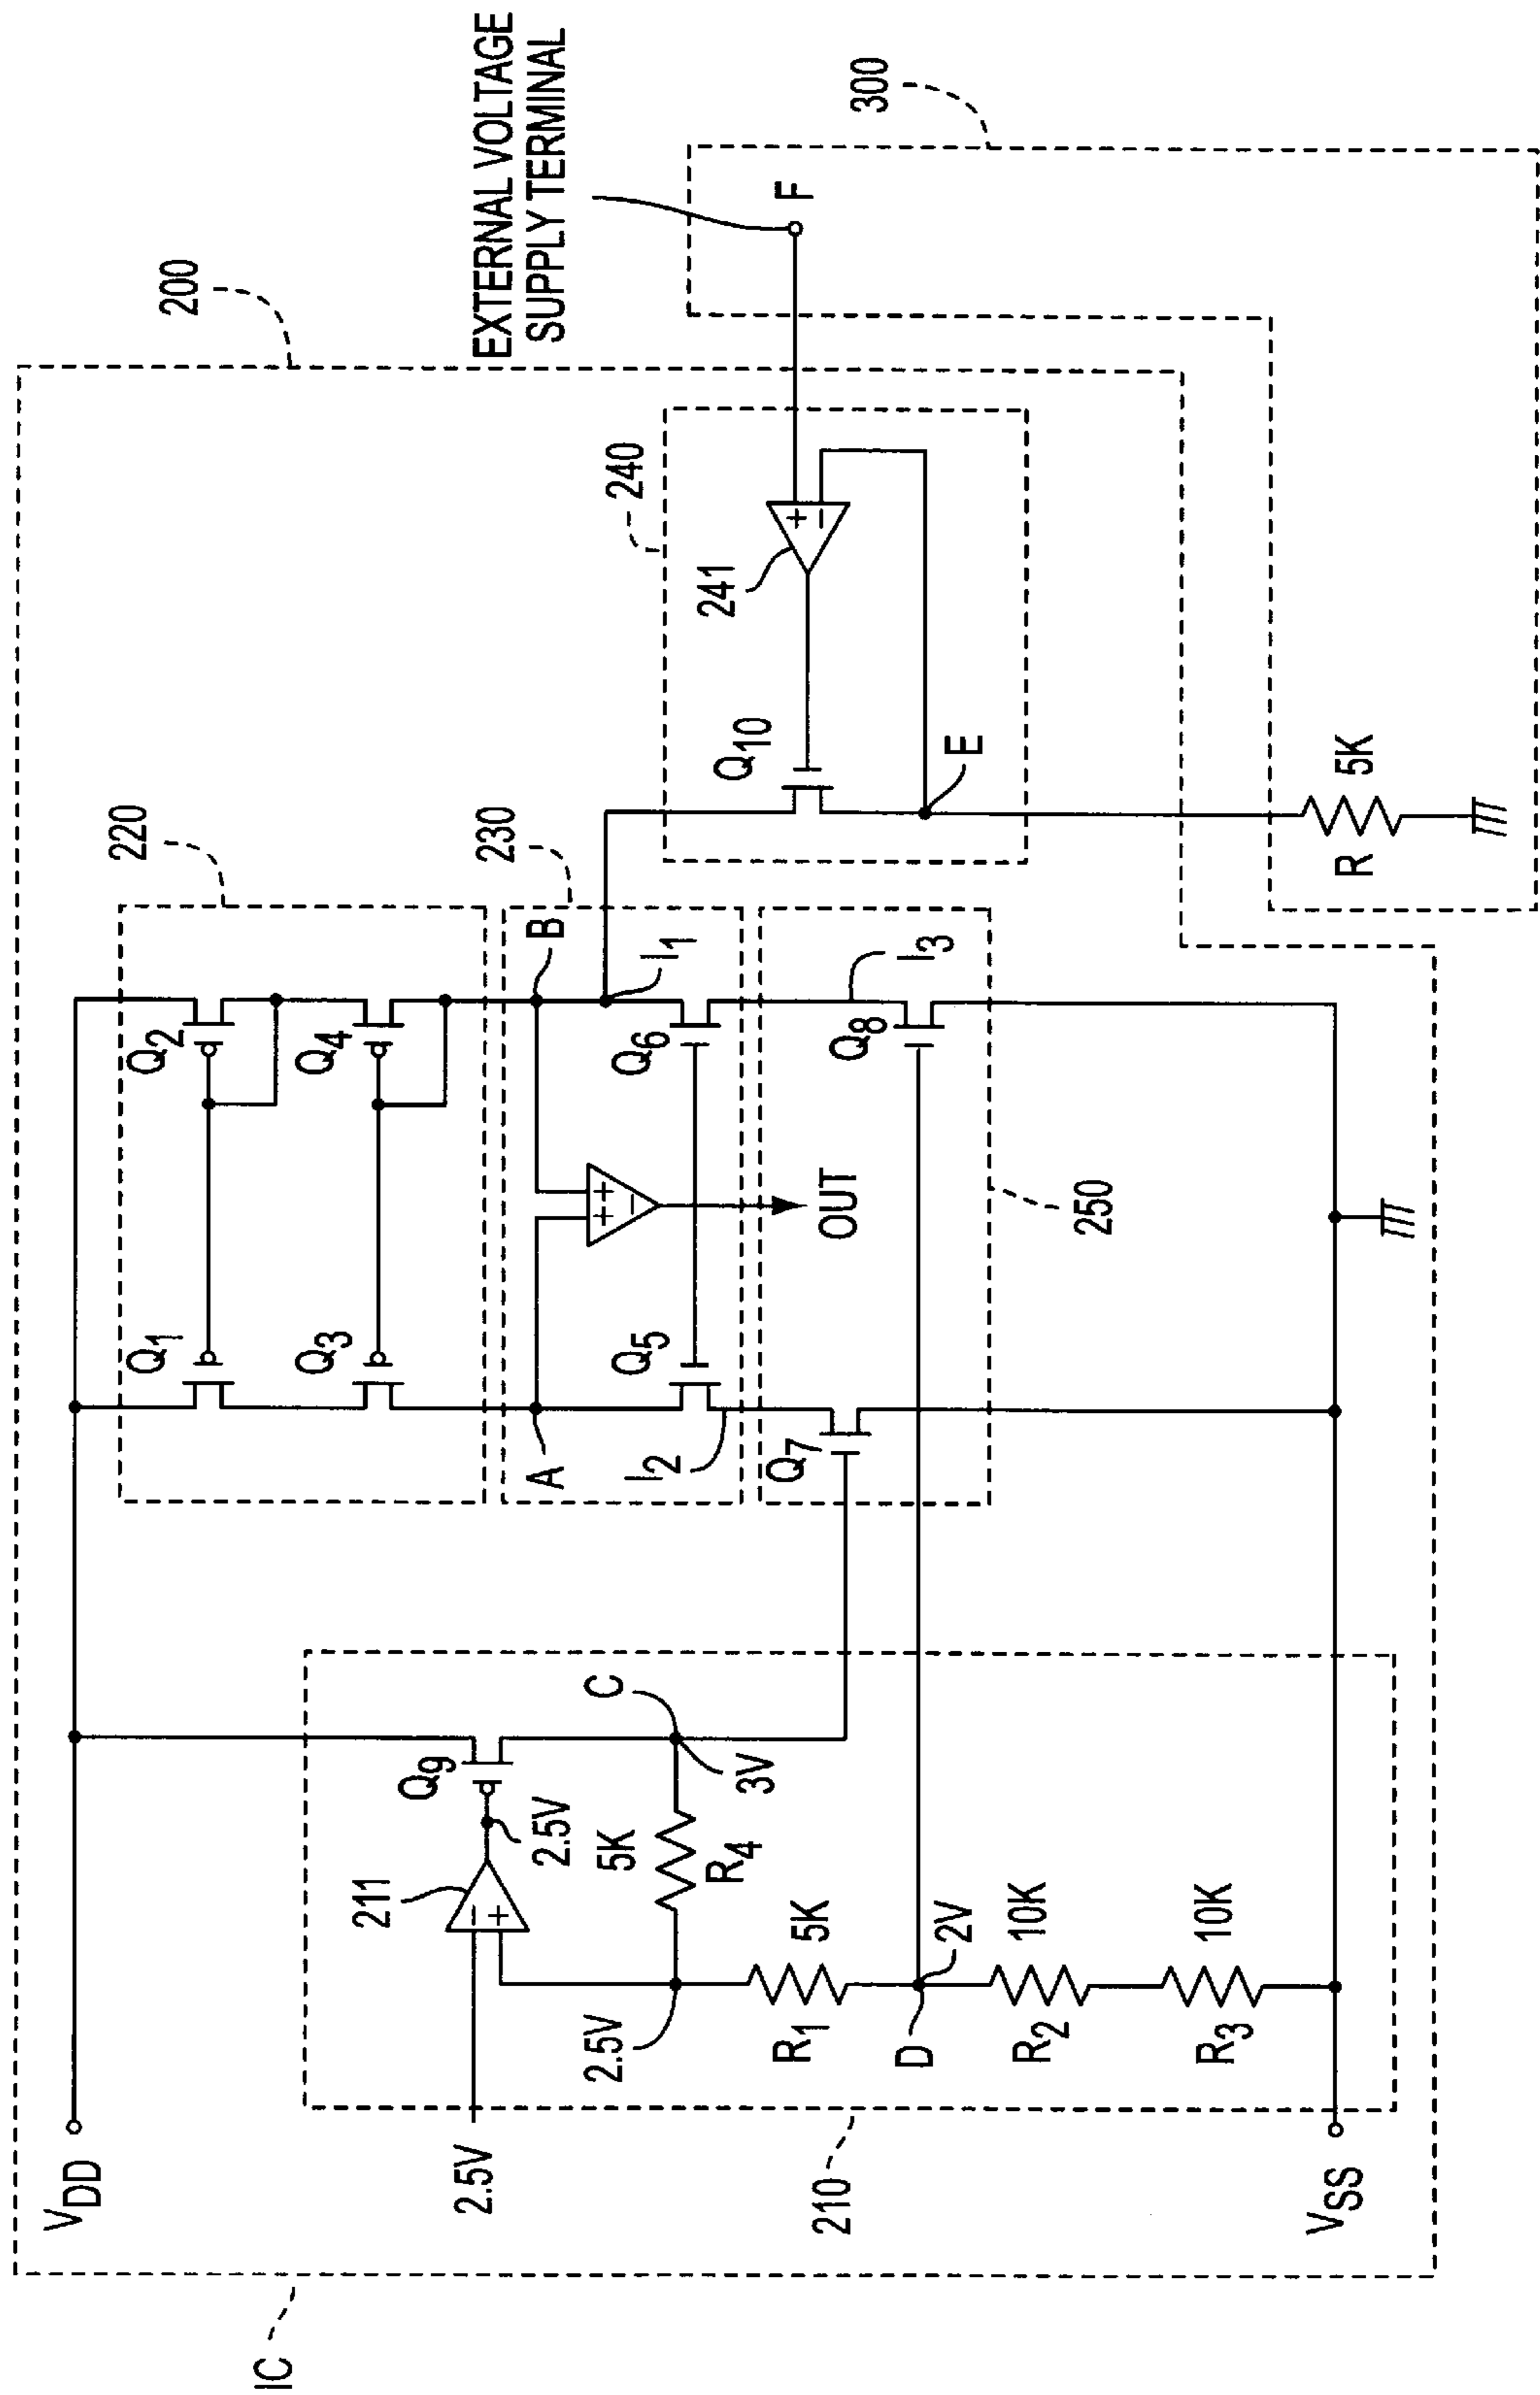 IC
200
EXTERNAL VOLTAGE
SUPPLY TERMINAL
300
F
VDD
VSS
210
2.5V
211
-
+
2.5V
Q9
2.5V
5K
R4
C
3V
R1
5K
D
2V
R2
10K
R3
10K
220
Q1
Q2
Q3
Q4
230
A
B
+
+
-
OUT
Q5
Q6
I1
I2
I3
Q7
Q8
250
240
241
+
-
Q10
E
R
5K